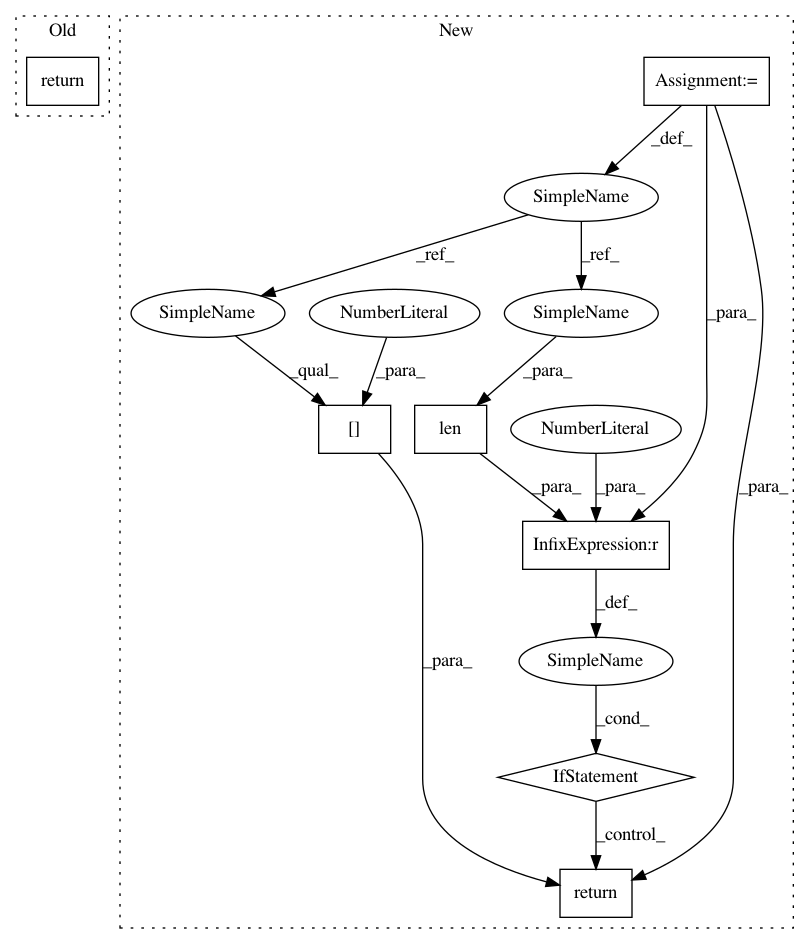 Old
New
return
Assignment:=
_def_
SimpleName
_ref_
_ref_
SimpleName
NumberLiteral
SimpleName
_para_
_qual_
_para_
_para_
[]
len
NumberLiteral
_para_
_para_
_para_
InfixExpression:r
_def_
_para_
SimpleName
_cond_
IfStatement
_control_
return